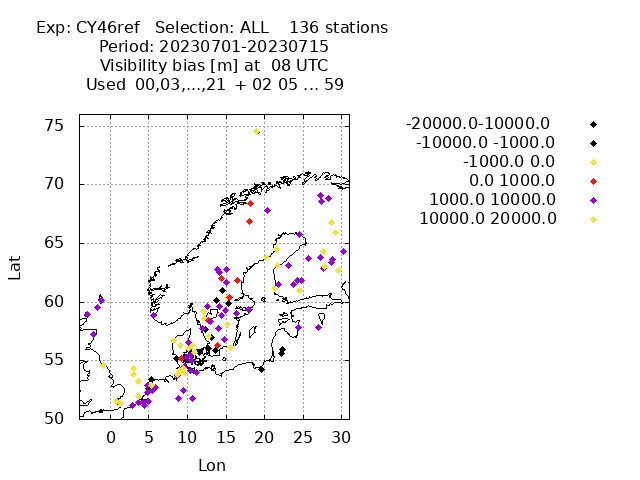 Exp: CY46ref Selection: ALL 136 stations
Period: 20230701-20230715
Visibility bias [m] at 08 UTC
Used 00,03,...,21 + 02 05 ... 59
-20000.0-10000.0
-10000.0 -1000.0
-1000.0 0.0
0.0 1000.0
1000.0 10000.0
10000.0 20000.0
75
70
65
60
55
50
Lat
0 5 10 15 20 25 30
Lon